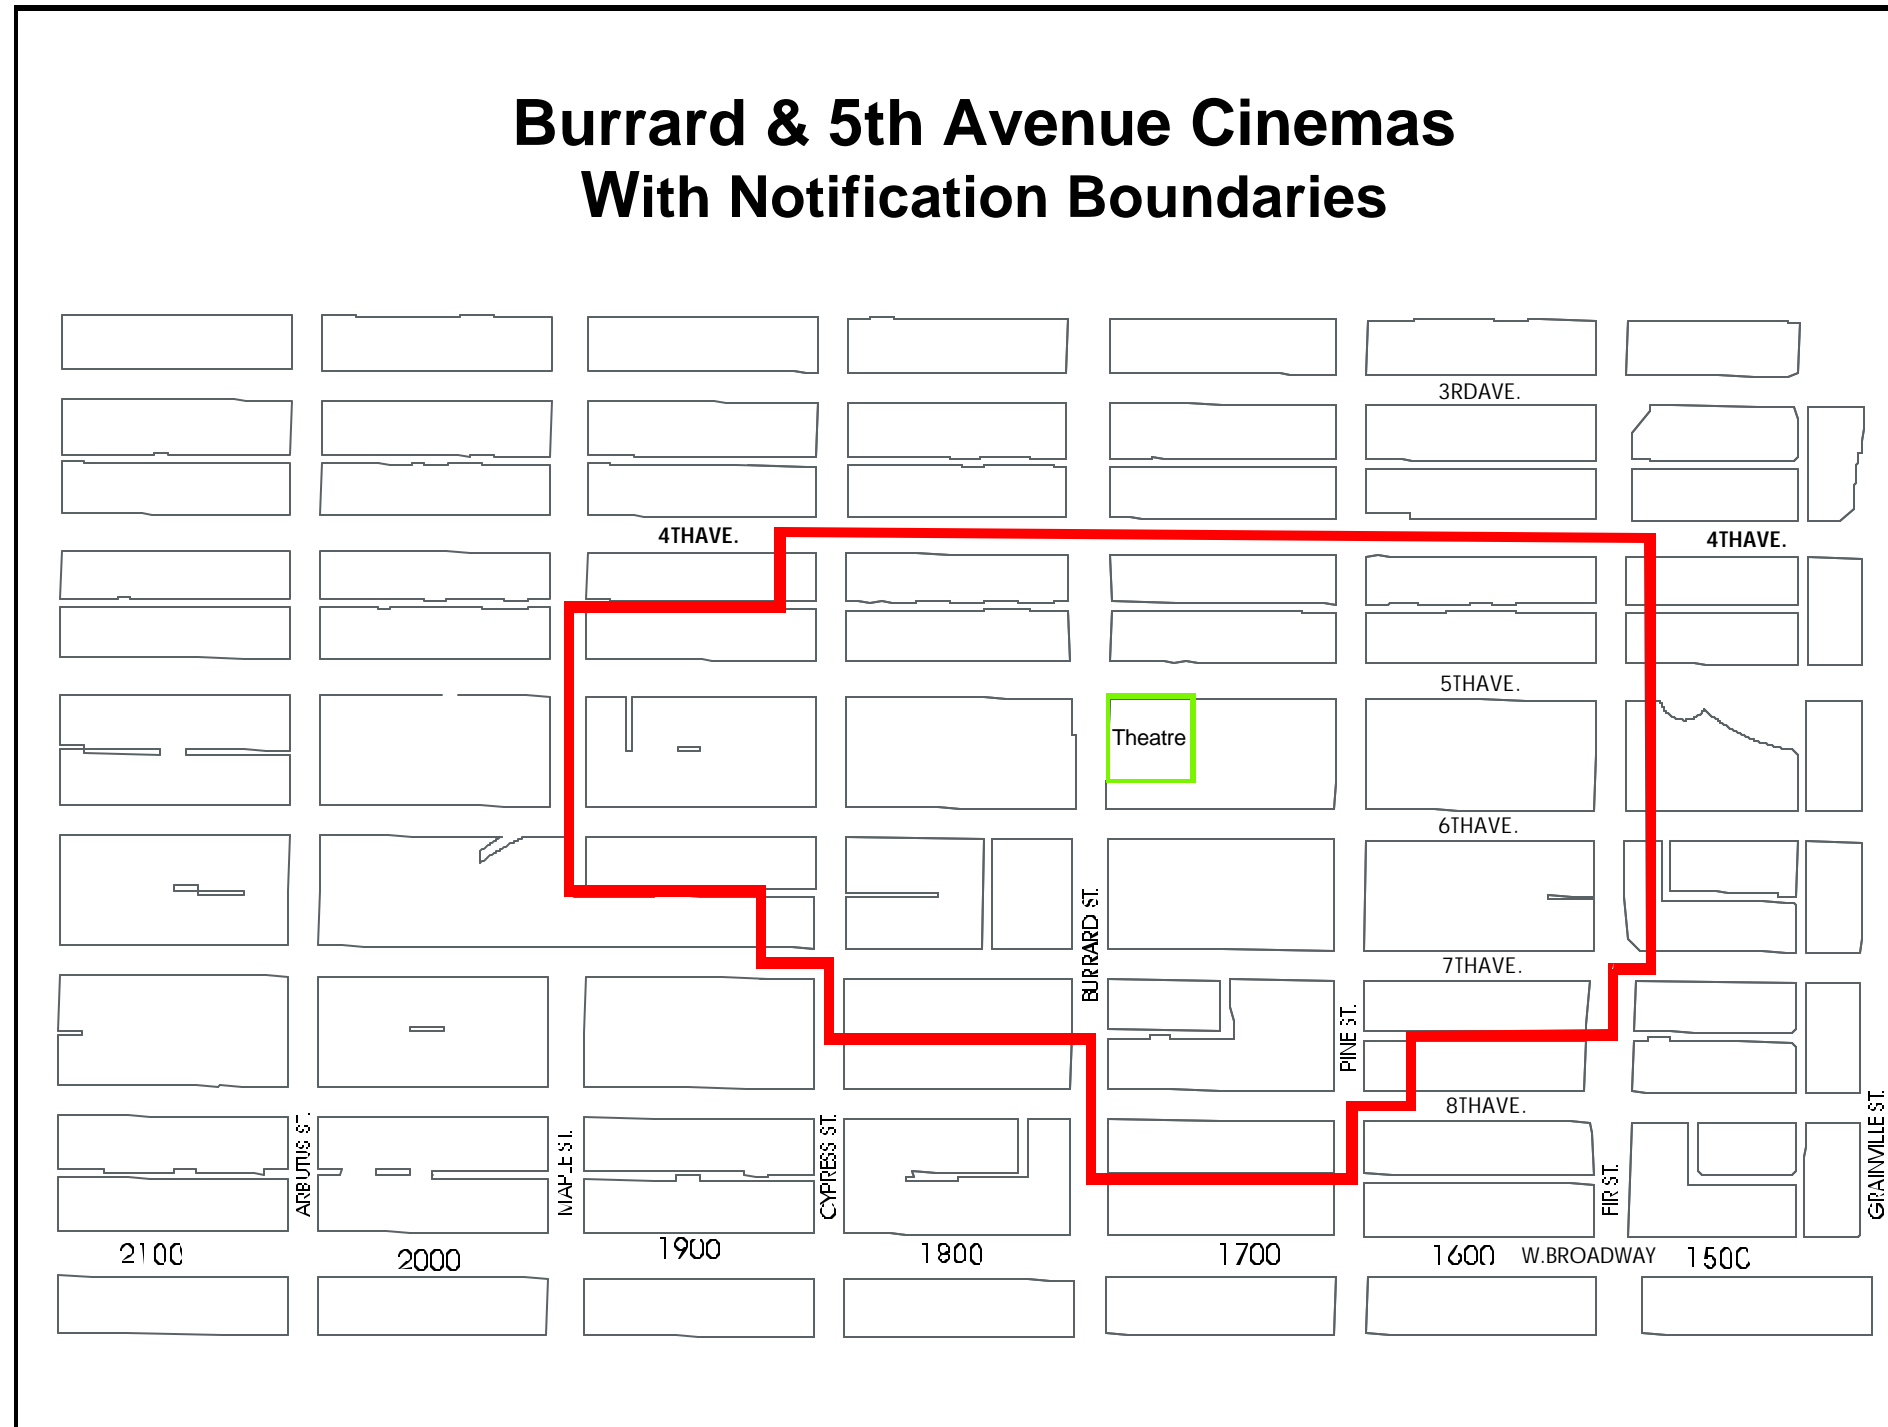 Burrard & 5th Avenue Cinemas
With Notification Boundaries
3RDAVE.
4THAVE.
4THAVE.
5THAVE.
Theatre
6THAVE.
BURRARD ST.
7THAVE.
PINE ST.
8THAVE.
ARBUTUS ST.
MAPLE ST.
CYPRESS ST.
FIR ST.
GRAINVILLE ST.
2100
2000
1900
1800
1700
1600
W.BROADWAY
1500